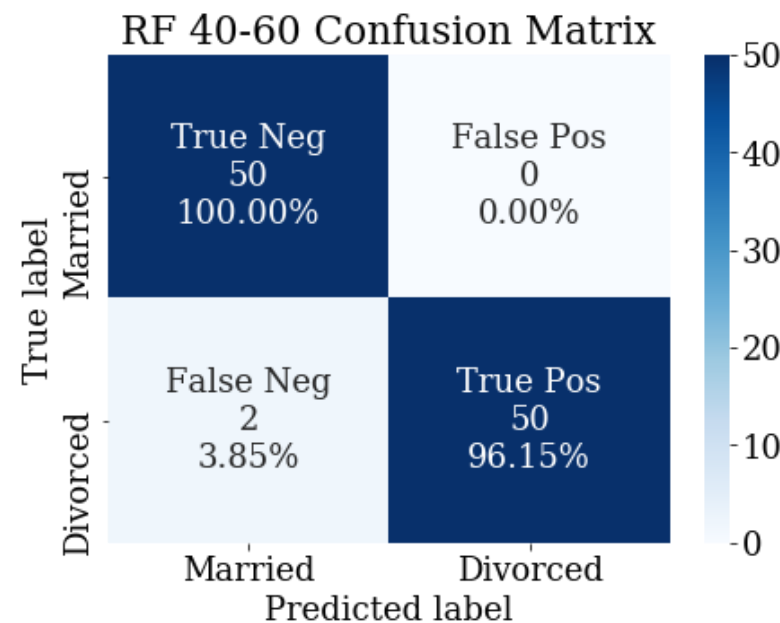 RF 40-60 Confusion Matrix
True label
Married
Divorced
True Neg
50
100.00%
False Pos
0
0.00%
False Neg
2
3.85%
True Pos
50
96.15%
Married
Divorced
Predicted label
50
40
30
20
10
0